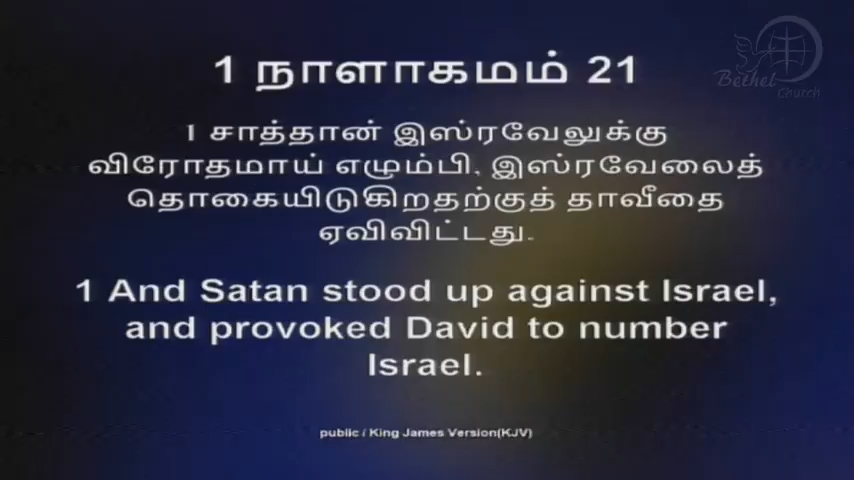 Bethel
Church
1 நாளாகமம் 21
1 சாத்தான் இஸ்ரவேலுக்கு
விரோதமாய் எழும்பி, இஸ்ரவேலைத்
தொகையிடுகிறதற்குத் தாவீதை
ஏவிவிட்டது.
1 And Satan stood up against Israel,
and provoked David to number
Israel.
public / King James Version(KJV)